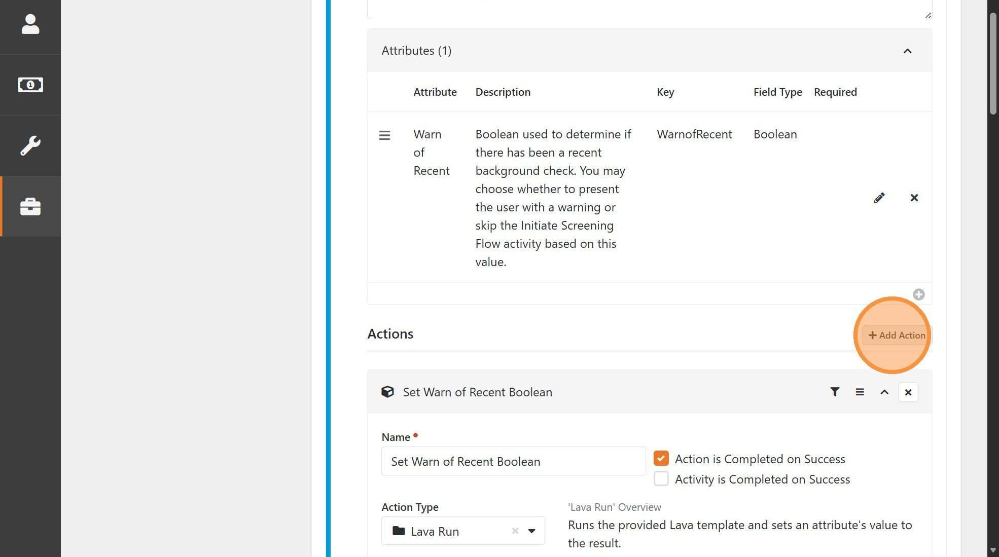 Attributes (1)
Attribute Description Key Field Type Required
Warn of Recent
Boolean used to determine if
there has been a recent
background check. You may
choose whether to present
the user with a warning or
skip the Initiate Screening
Flow activity based on this
value.
WarnofRecent
Boolean
Actions
Add Action
Set Warn of Recent Boolean
Name
Set Warn of Recent Boolean
Action is Completed on Success
Activity is Completed on Success
Action Type
Lava Run
'Lava Run' Overview
Runs the provided Lava template and sets an attribute's value to
the result.